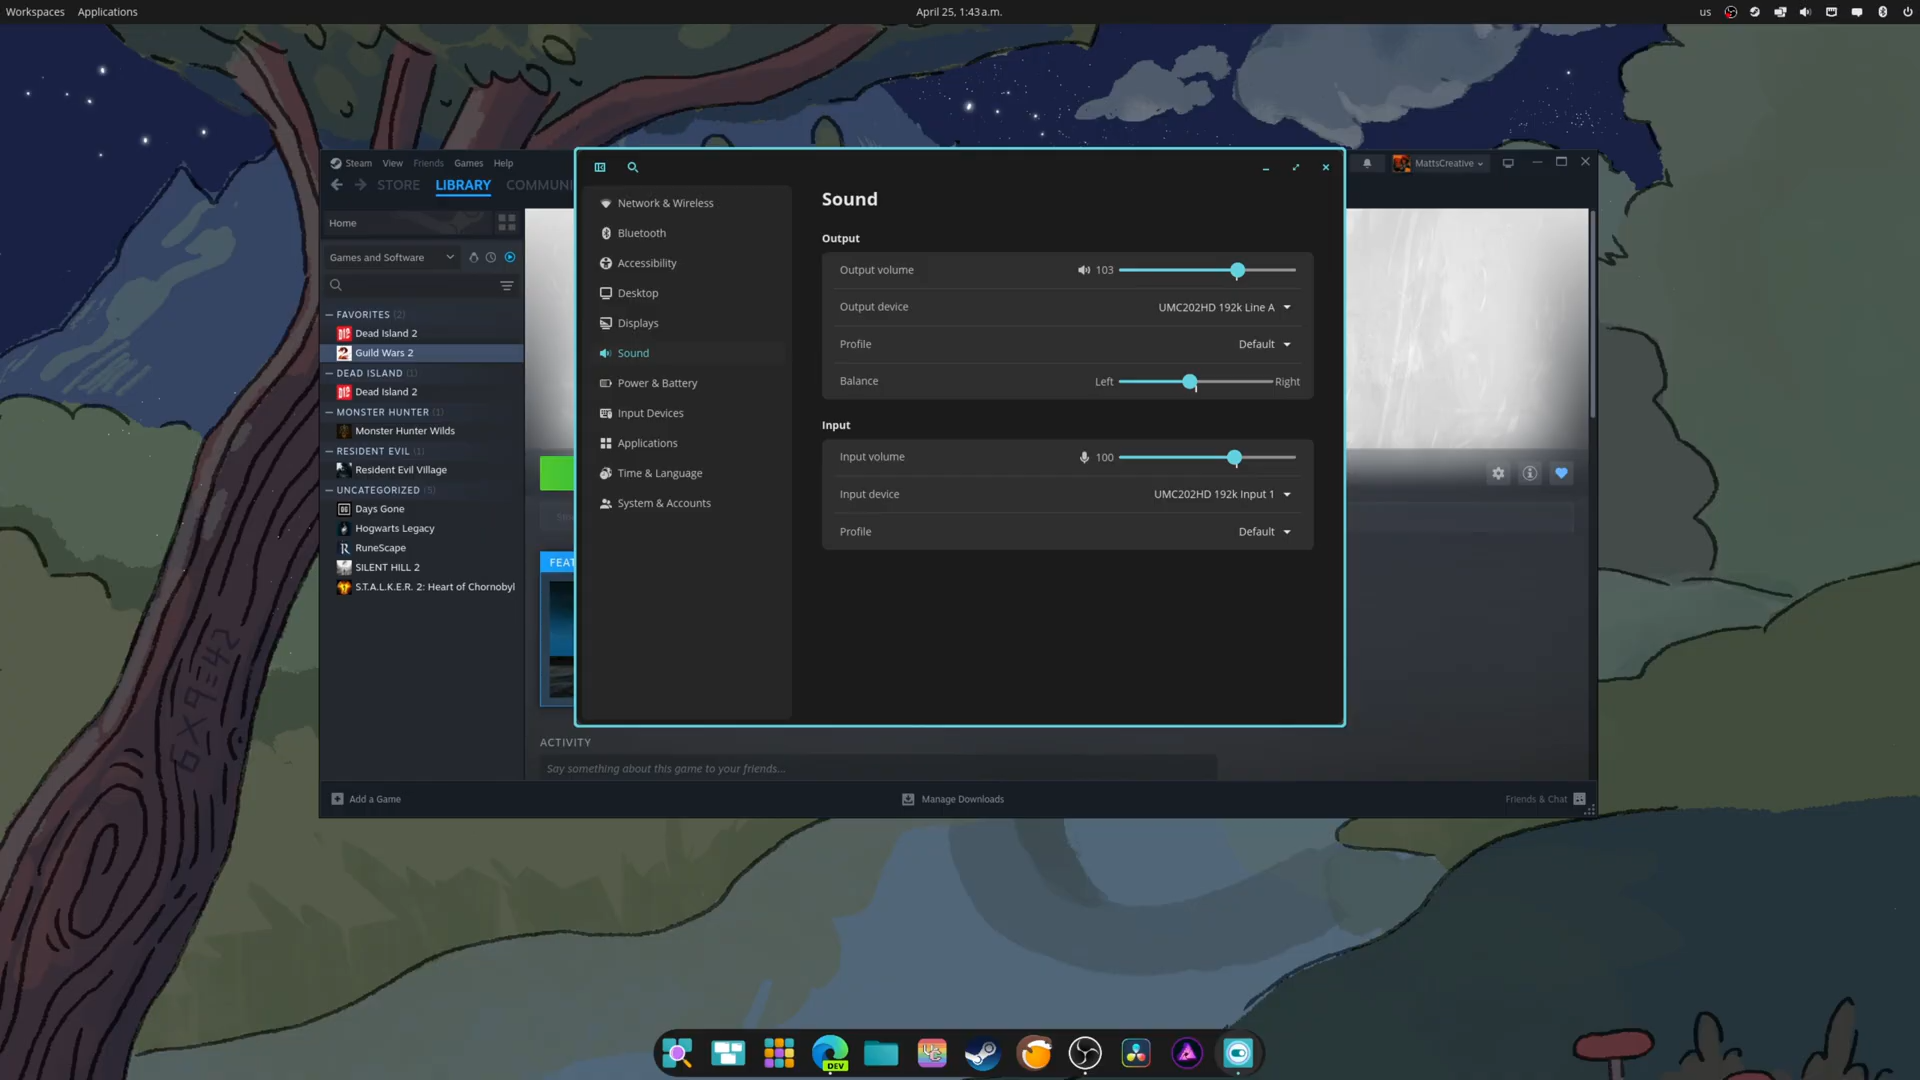 Workspaces Applications April 25, 1:43 a.m. us
Steam View Friends Games Help MattsCreative
STORE LIBRARY COMMUNI
Home
Games and Software
FAVORITES (2)
Dead Island 2
Guild Wars 2
DEAD ISLAND (1)
Dead Island 2
MONSTER HUNTER (1)
Monster Hunter Wilds
RESIDENT EVIL (1)
Resident Evil Village
UNCATEGORIZED (5)
Days Gone
Hogwarts Legacy
RuneScape
SILENT HILL 2
S.T.A.L.K.E.R. 2: Heart of Chornobyl
FEAT
ACTIVITY
Say something about this game to your friends...
Add a Game
Manage Downloads
Friends & Chat
Network & Wireless
Bluetooth
Accessibility
Desktop
Displays
Sound
Power & Battery
Input Devices
Applications
Time & Language
System & Accounts
Sound
Output
Output volume 103
Output device UMC202HD 192k Line A
Profile Default
Balance Left Right
Input
Input volume 100
Input device UMC202HD 192k Input 1
Profile Default
6x9=42
DEV